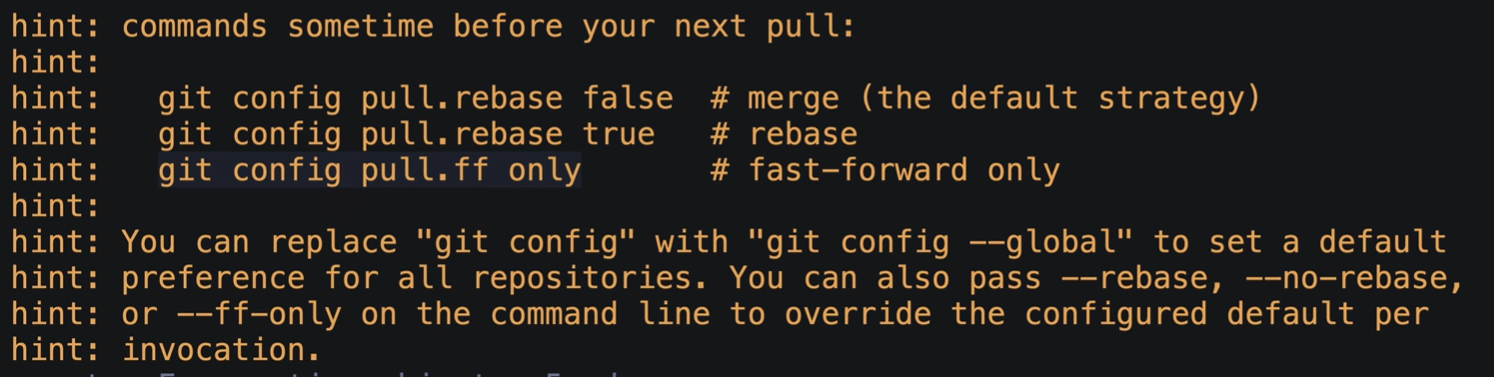 hint: commands sometime before your next pull:
hint:
hint:   git config pull.rebase false  # merge (the default strategy)
hint:   git config pull.rebase true   # rebase
hint:   git config pull.ff only       # fast-forward only
hint:
hint: You can replace "git config" with "git config --global" to set a default
hint: preference for all repositories. You can also pass --rebase, --no-rebase,
hint: or --ff-only on the command line to override the configured default per
hint: invocation.